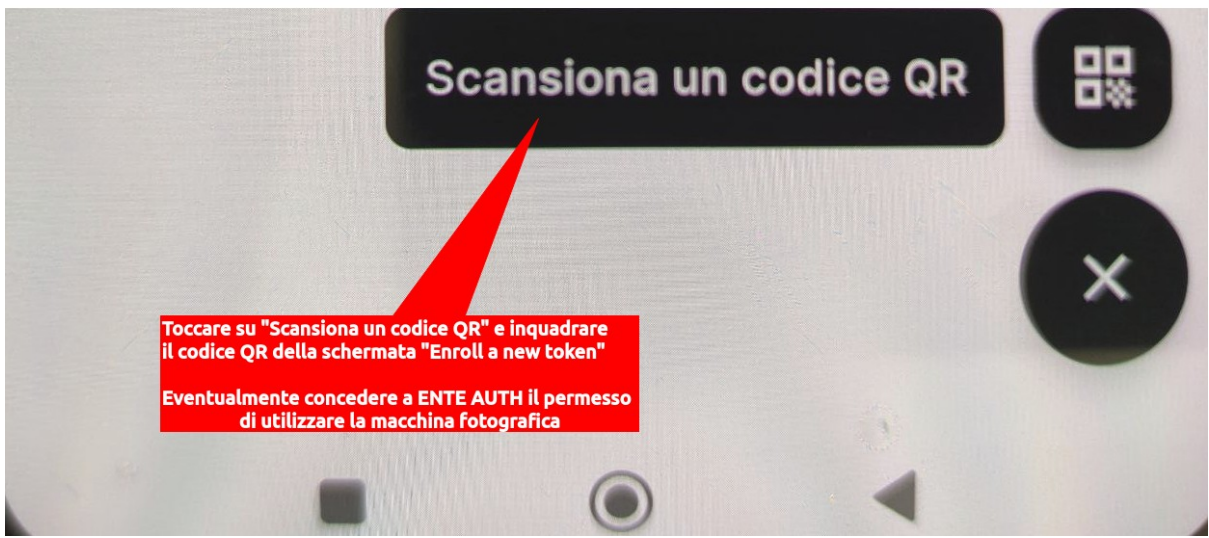 Scansiona un codice QR
Toccare su "Scansiona un codice QR" e inquadrare
il codice QR della schermata "Enroll a new token"
Eventualmente concedere a ENTE AUTH il permesso
di utilizzare la macchina fotografica